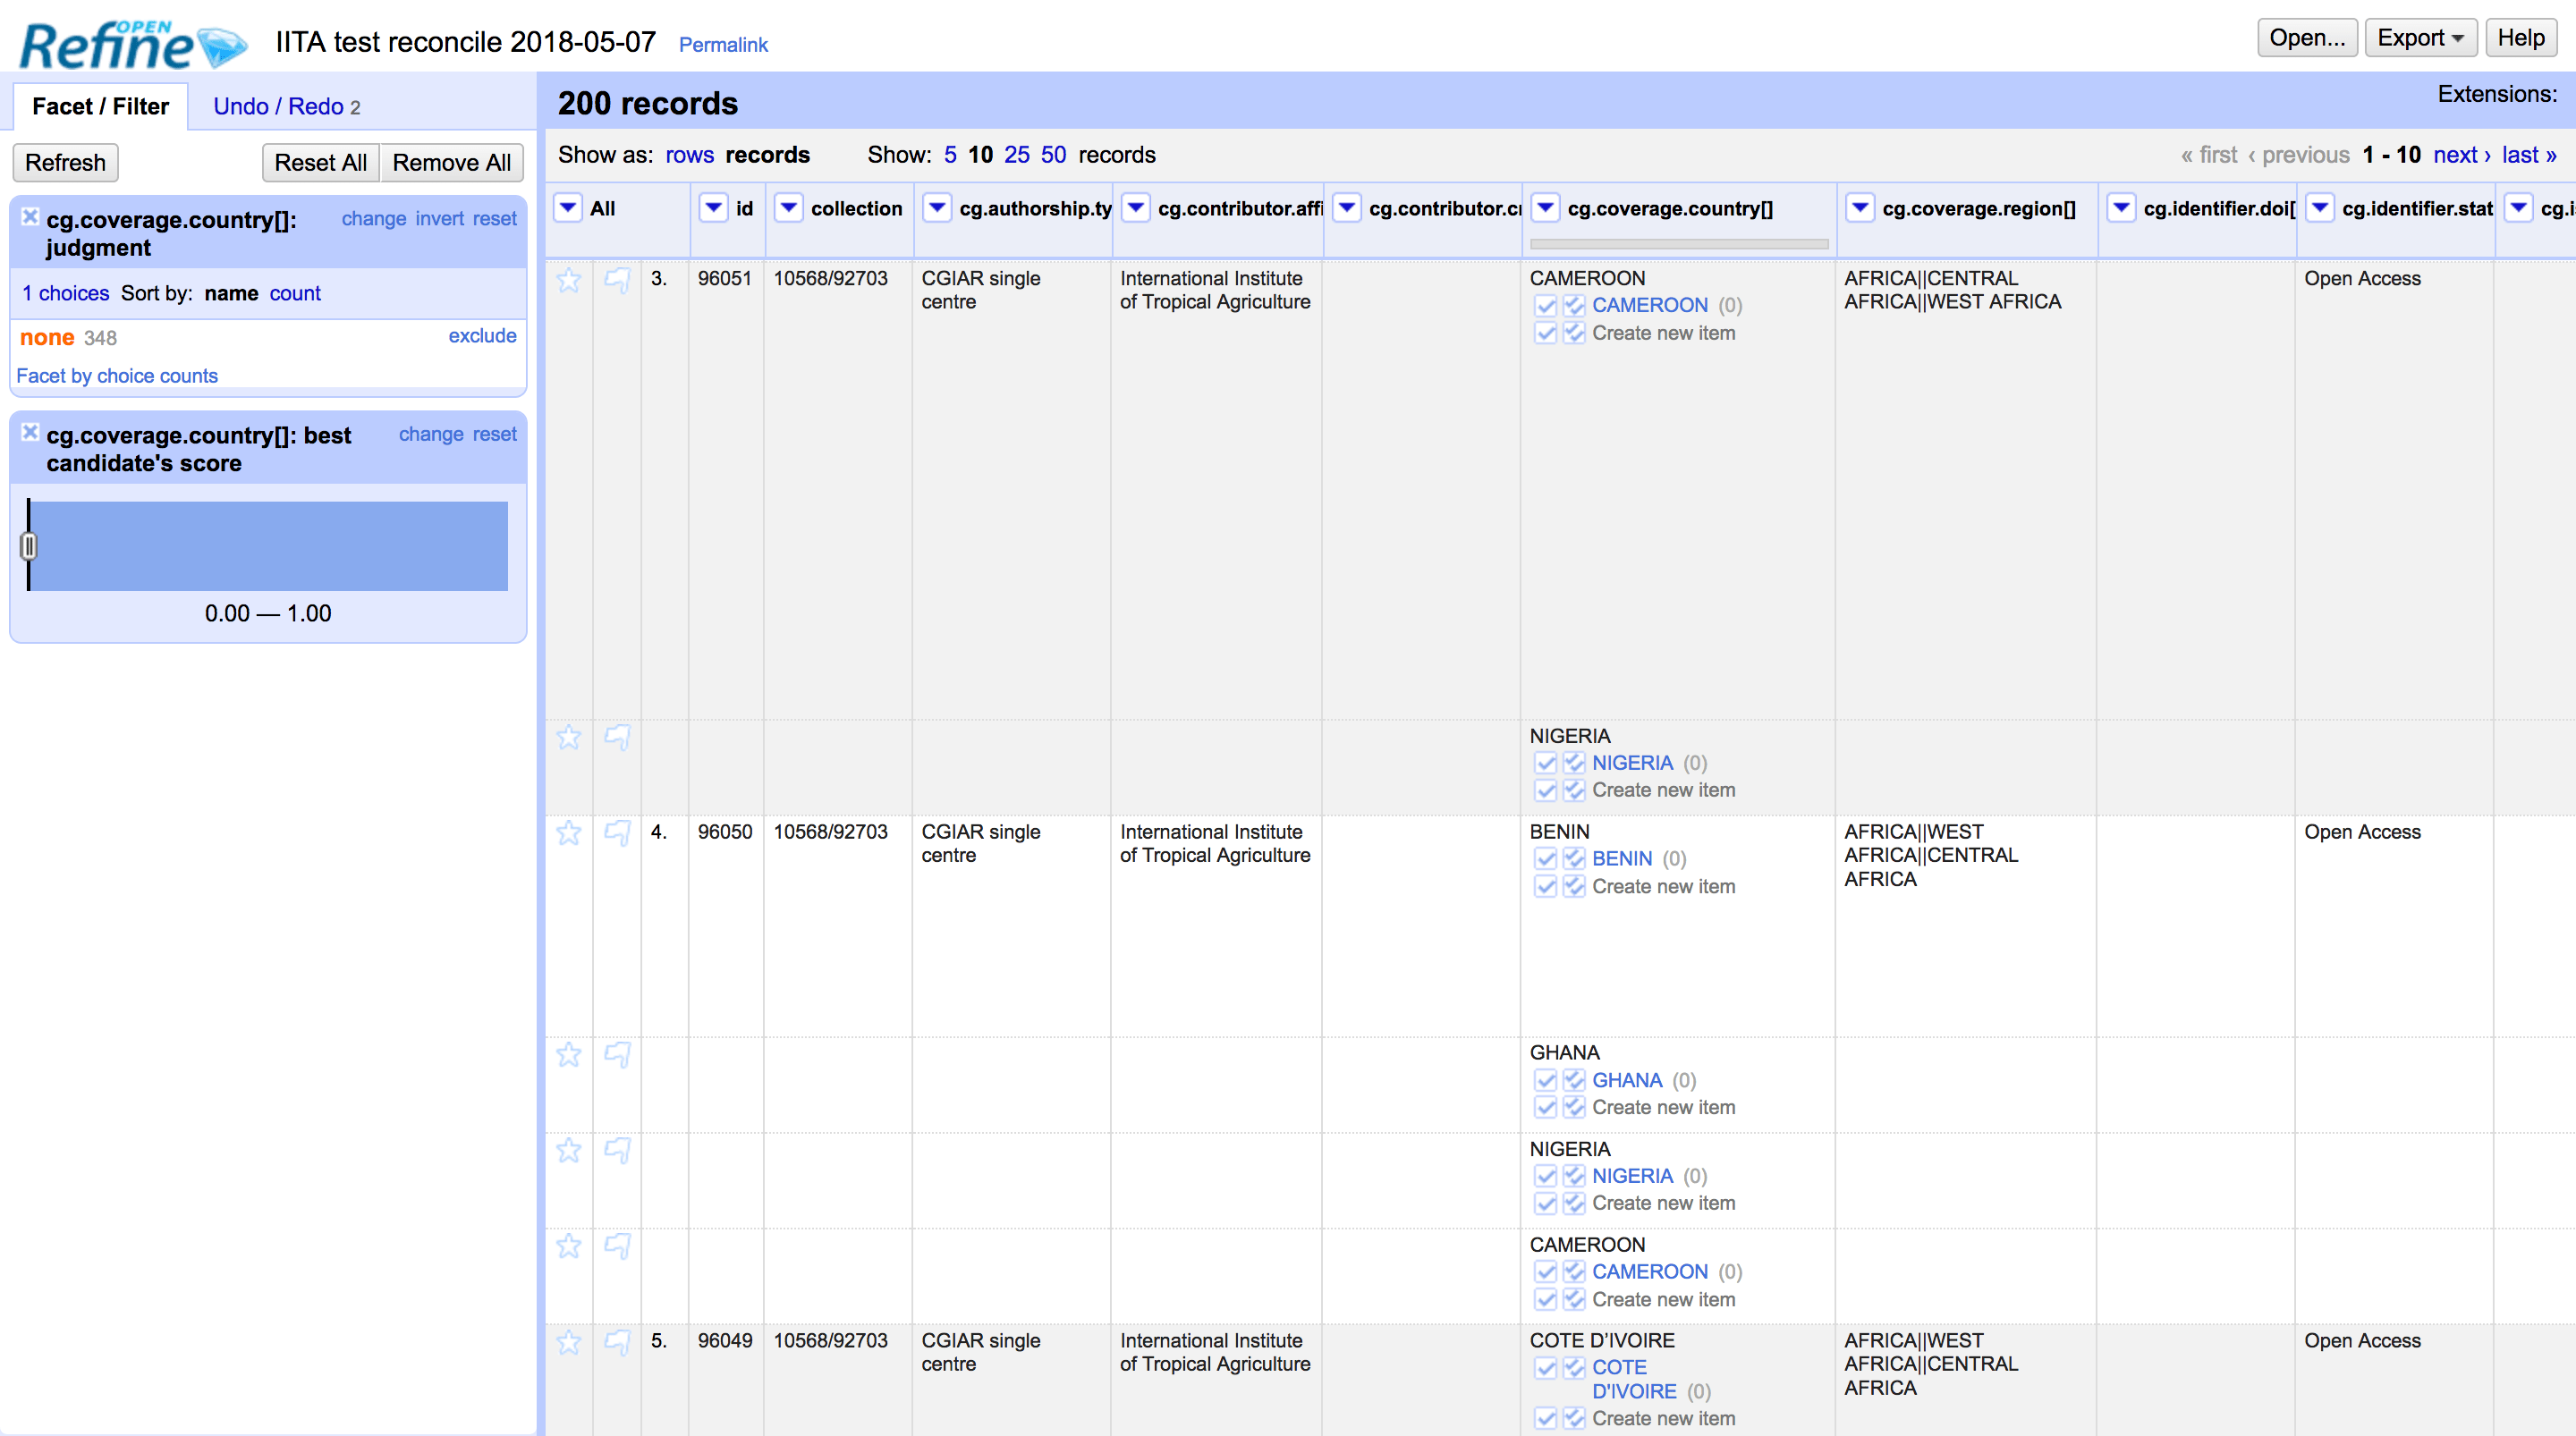 OPEN
Refine
IITA test reconcile 2018-05-07 Permalink
Open... Export Help
Facet / Filter Undo / Redo 2
Refresh Reset All Remove All
cg.coverage.country[]: judgment change invert reset
1 choices Sort by: name count
none 348 exclude
Facet by choice counts
cg.coverage.country[]: best candidate's score change reset
0.00 — 1.00
200 records
Extensions:
Show as: rows records Show: 5 10 25 50 records
« first ‹ previous 1 - 10 next › last »
All id collection cg.authorship.ty cg.contributor.affi cg.contributor.cr cg.coverage.country[] cg.coverage.region[] cg.identifier.doi[ cg.identifier.stat cg.i
3. 96051 10568/92703 CGIAR single International Institute CAMEROON AFRICA||CENTRAL Open Access
centre of Tropical Agriculture CAMEROON (0) AFRICA||WEST AFRICA
Create new item
NIGERIA
NIGERIA (0)
Create new item
4. 96050 10568/92703 CGIAR single International Institute BENIN AFRICA||WEST Open Access
centre of Tropical Agriculture BENIN (0) AFRICA||CENTRAL
Create new item AFRICA
GHANA
GHANA (0)
Create new item
NIGERIA
NIGERIA (0)
Create new item
CAMEROON
CAMEROON (0)
Create new item
5. 96049 10568/92703 CGIAR single International Institute COTE D'IVOIRE AFRICA||WEST Open Access
centre of Tropical Agriculture COTE AFRICA||CENTRAL
D'IVOIRE (0) AFRICA
Create new item